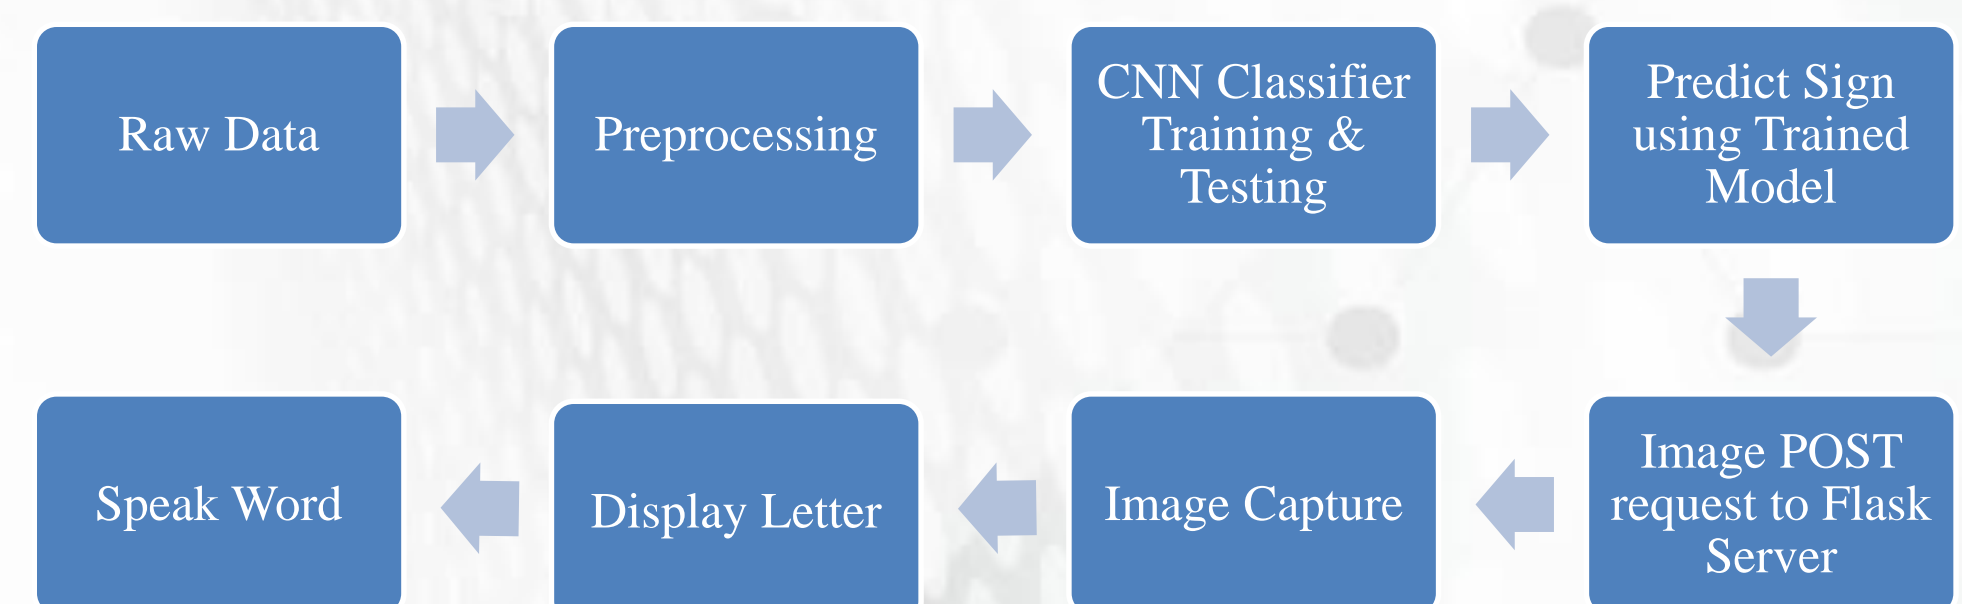 Raw Data
Preprocessing
CNN Classifier
Training &
Testing
Predict Sign
using Trained
Model
Image POST
request to Flask
Server
Image Capture
Display Letter
Speak Word